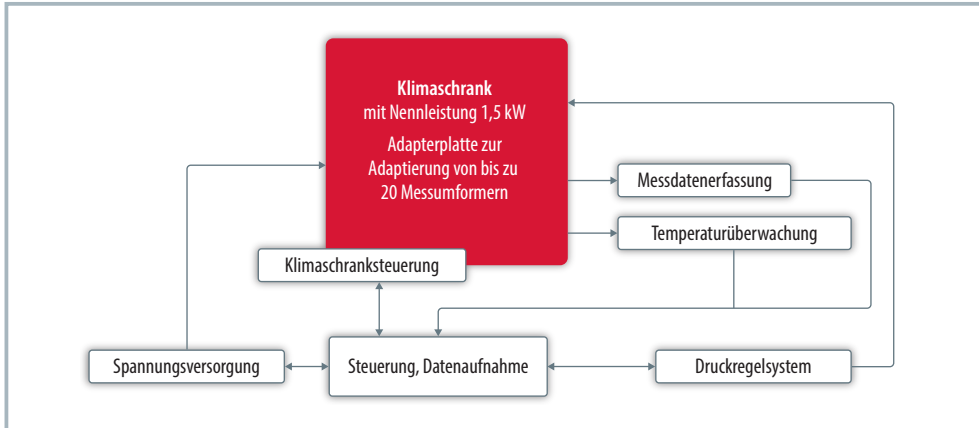 Klimaschrank
mit Nennleistung 1,5 kW
Adapterplatte zur
Adaptierung von bis zu
20 Messumformern
Messdatenerfassung
Temperaturüberwachung
Klimaschranksteuerung
Spannungsversorgung
Steuerung, Datenaufnahme
Druckregelsystem